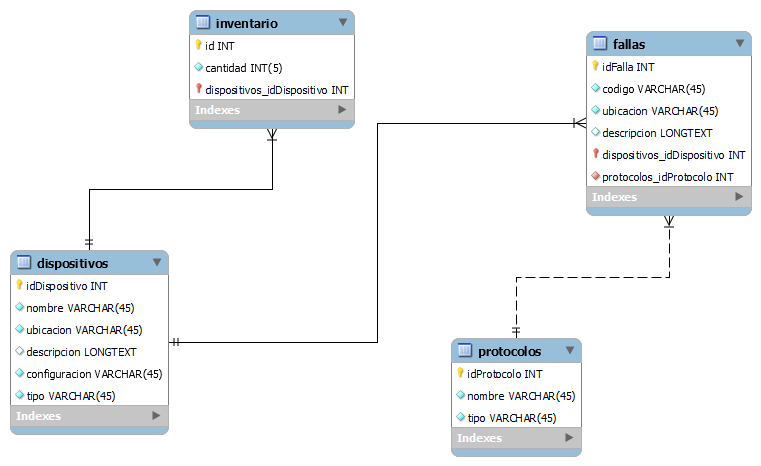 inventario
id INT
cantidad INT(5)
dispositivos_idDispositivo INT
Indexes
fallas
idFalla INT
codigo VARCHAR(45)
ubicacion VARCHAR(45)
descripcion LONGTEXT
dispositivos_idDispositivo INT
protocolos_idProtocolo INT
Indexes
dispositivos
idDispositivo INT
nombre VARCHAR(45)
ubicacion VARCHAR(45)
descripcion LONGTEXT
configuracion VARCHAR(45)
tipo VARCHAR(45)
Indexes
protocolos
idProtocolo INT
nombre VARCHAR(45)
tipo VARCHAR(45)
Indexes